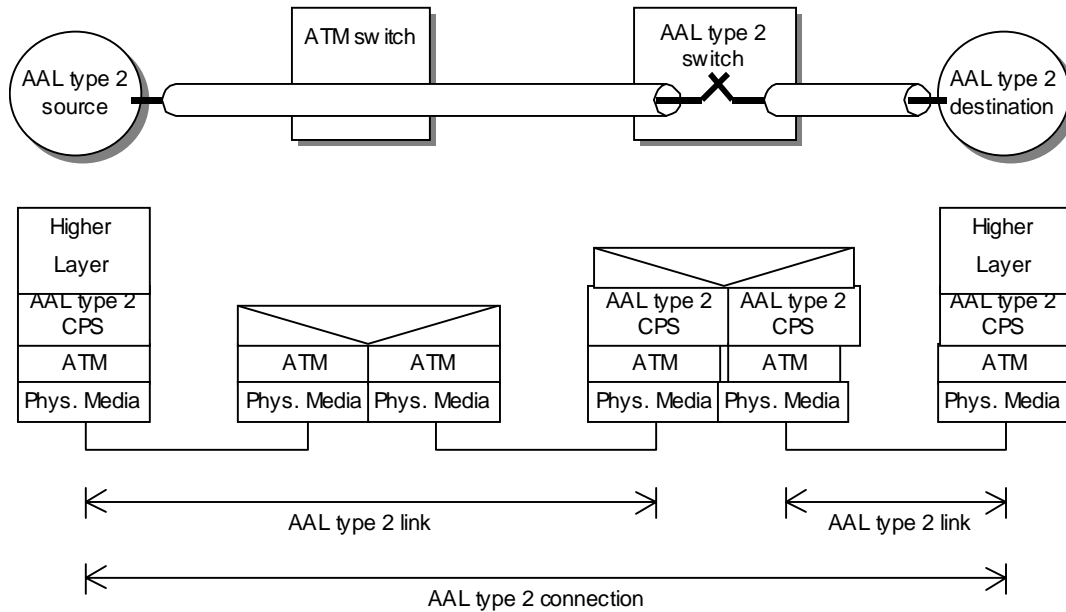 AAL type 2
source
ATM switch
AAL type 2
switch
AAL type 2
destination
Higher
Layer
AAL type 2
CPS
ATM
Phys. Media
ATM
ATM
Phys. Media
Phys. Media
AAL type 2
CPS
AAL type 2
CPS
ATM
ATM
Phys. Media
Phys. Media
Higher
Layer
AAL type 2
CPS
ATM
Phys. Media
AAL type 2 link
AAL type 2 link
AAL type 2 connection